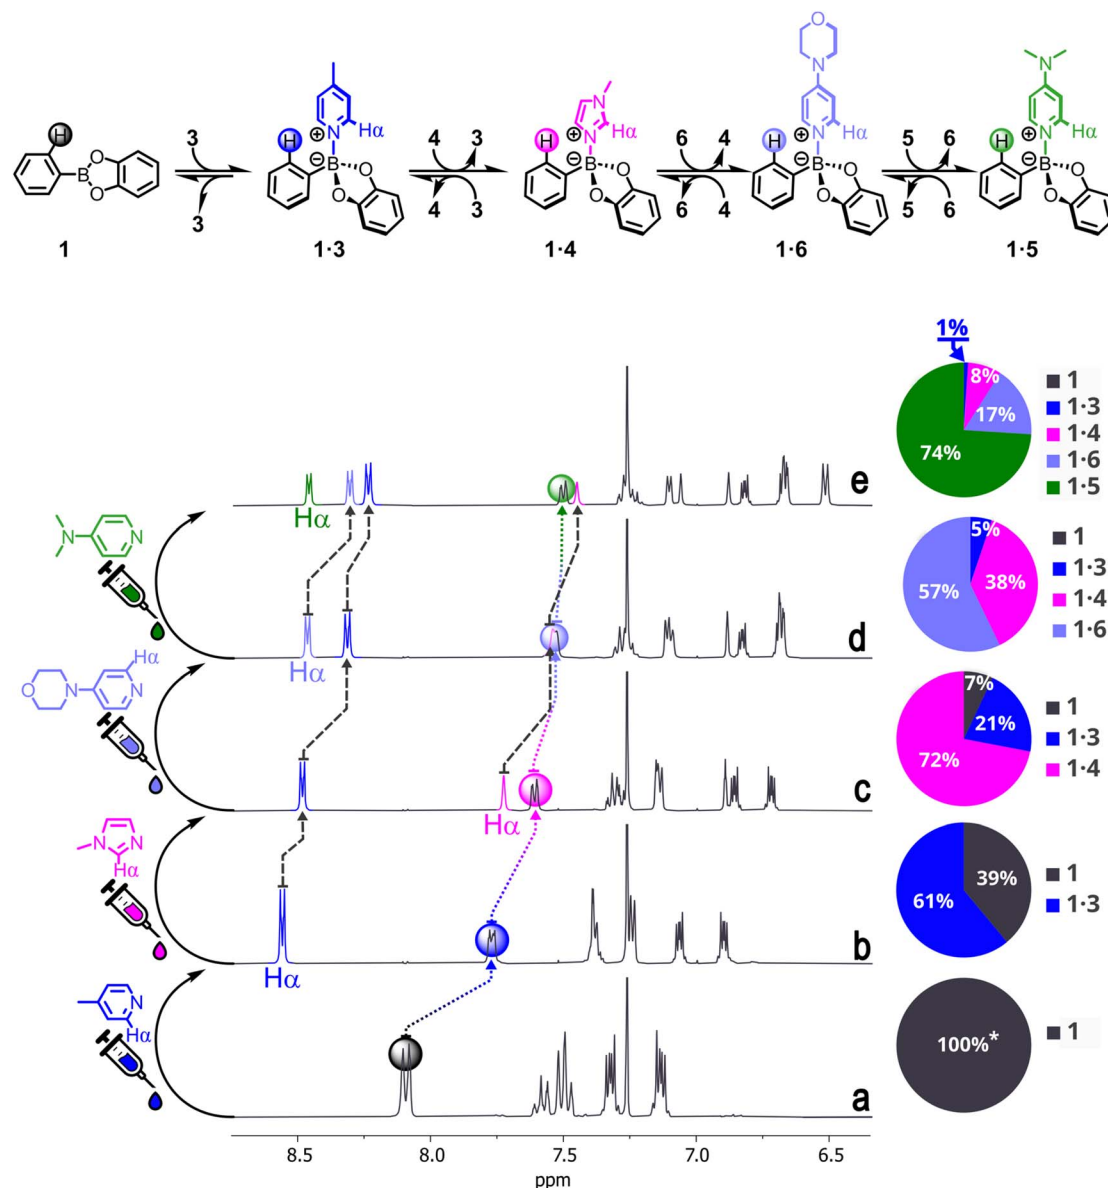 O
N
N
N
N
N
H
H
Hα
H
Hα
H
Hα
H
Hα
3
4
3
6
4
5
6
B
O
O
N
⊕
⊖
B
O
O
N
⊕
⊖
B
O
O
N
⊕
⊖
B
O
O
N
⊕
⊖
B
O
O
3
4
3
6
4
5
6
1
1·3
1·4
1·6
1·5
1%
8%
17%
74%
1
1·3
1·4
1·6
1·5
e
Hα
N
N
5%
57%
38%
1
1·3
1·4
1·6
d
Hα
Hα
O
N
N
7%
21%
72%
1
1·3
1·4
c
Hα
N
N
Hα
39%
61%
1
1·3
b
Hα
N
Hα
100%*
1
a
8.5
8.0
7.5
7.0
6.5
ppm